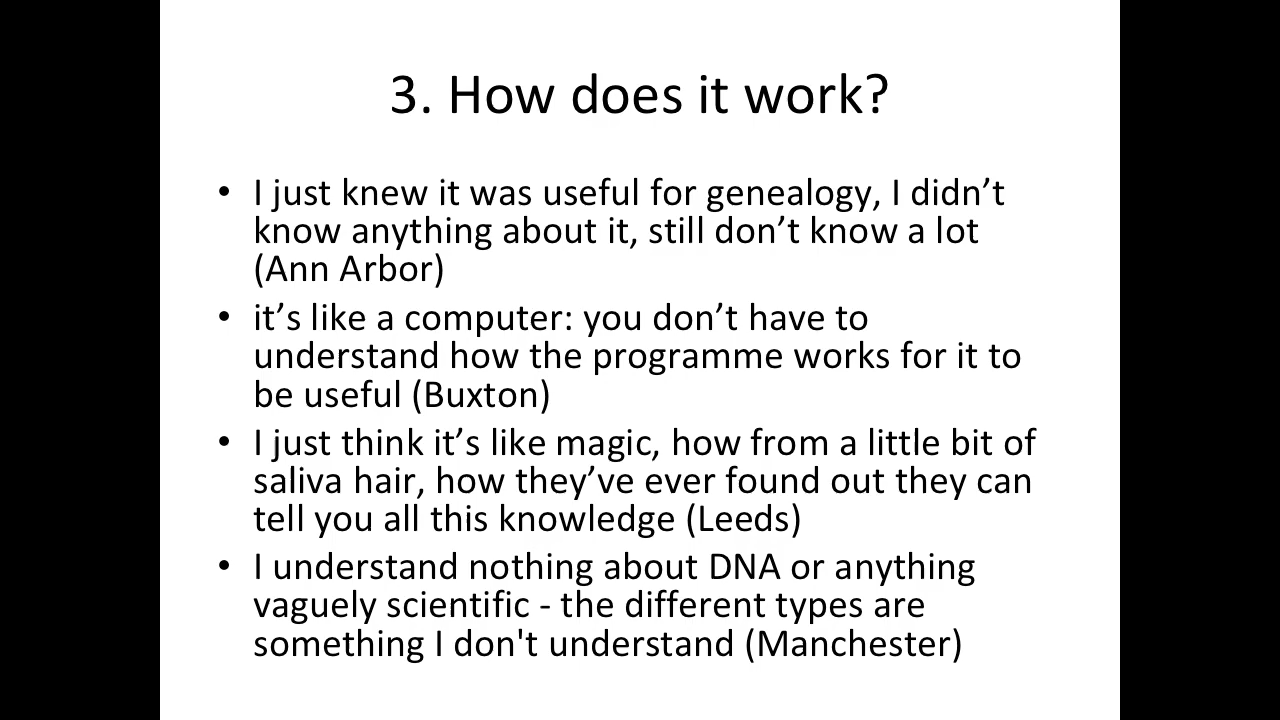 3. How does it work?
• I just knew it was useful for genealogy, I didn’t
know anything about it, still don’t know a lot
(Ann Arbor)
• it’s like a computer: you don’t have to
understand how the programme works for it to
be useful (Buxton)
• I just think it’s like magic, how from a little bit of
saliva hair, how they’ve ever found out they can
tell you all this knowledge (Leeds)
• I understand nothing about DNA or anything
vaguely scientific - the different types are
something I don't understand (Manchester)